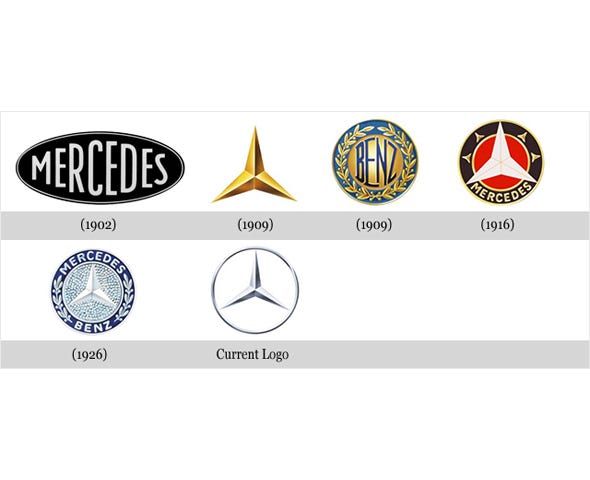 MERCEDES
BENZ
MERCEDES
(1902)
(1909)
(1909)
(1916)
MERCEDES
BENZ
(1926)
Current Logo